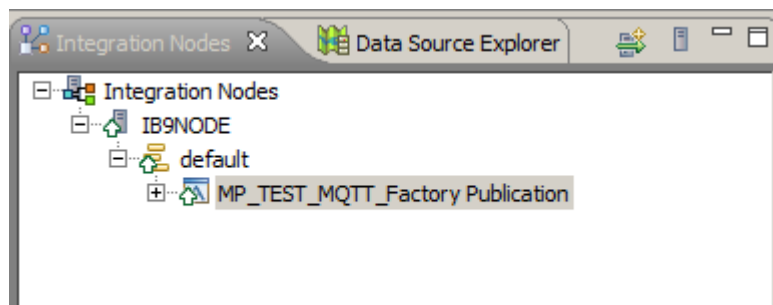 Integration Nodes Data Source Explorer
Integration Nodes
IB9NODE
default
MP_TEST_MQTT_Factory Publication